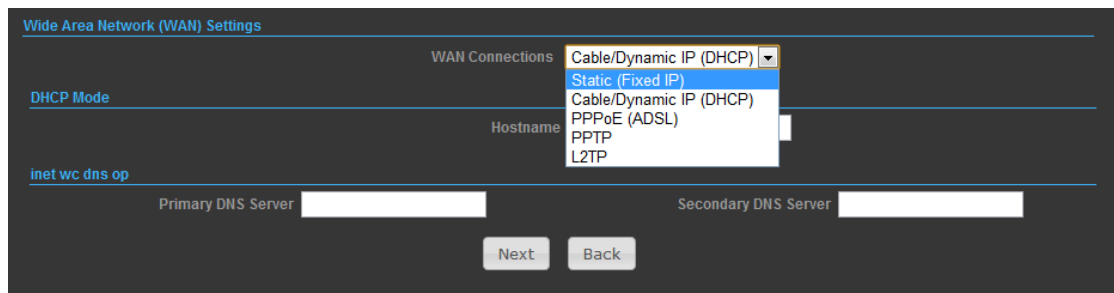 Wide Area Network (WAN) Settings
WAN Connections Cable/Dynamic IP (DHCP)
Static (Fixed IP)
Cable/Dynamic IP (DHCP)
PPPoE (ADSL)
PPTP
L2TP
DHCP Mode
Hostname
inet wc dns op
Primary DNS Server Secondary DNS Server
Next Back